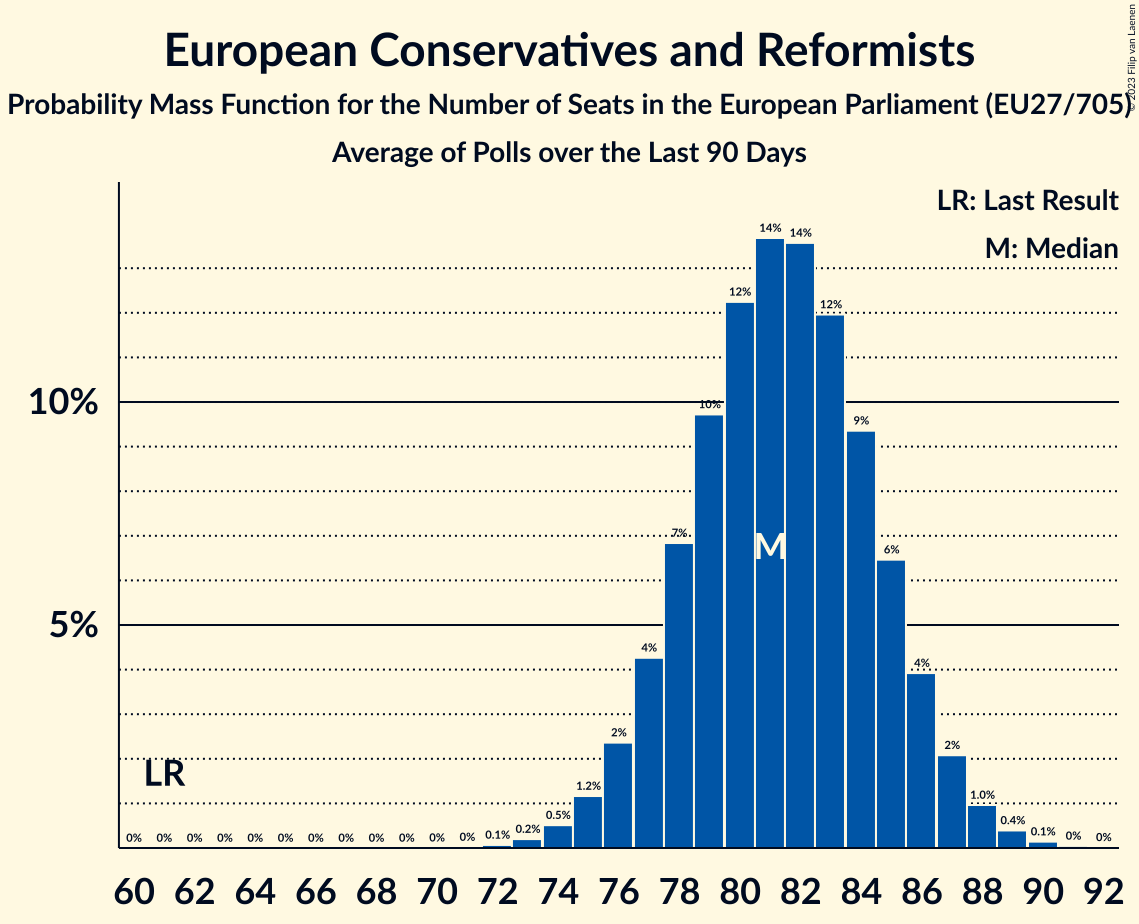 European Conservatives and Reformists
Probability Mass Function for the Number of Seats in the European Parliament (EU27/705)
Average of Polls over the Last 90 Days
© 2023 Filip van Laenen
LR: Last Result
M: Median
10%
5%
LR
M
0% 0% 0% 0% 0% 0% 0% 0% 0% 0% 0% 0% 0.1% 0.2% 0.5% 1.2% 2% 4% 7% 10% 12% 14% 14% 12% 9% 6% 4% 2% 1.0% 0.4% 0.1% 0% 0%
60 62 64 66 68 70 72 74 76 78 80 82 84 86 88 90 92